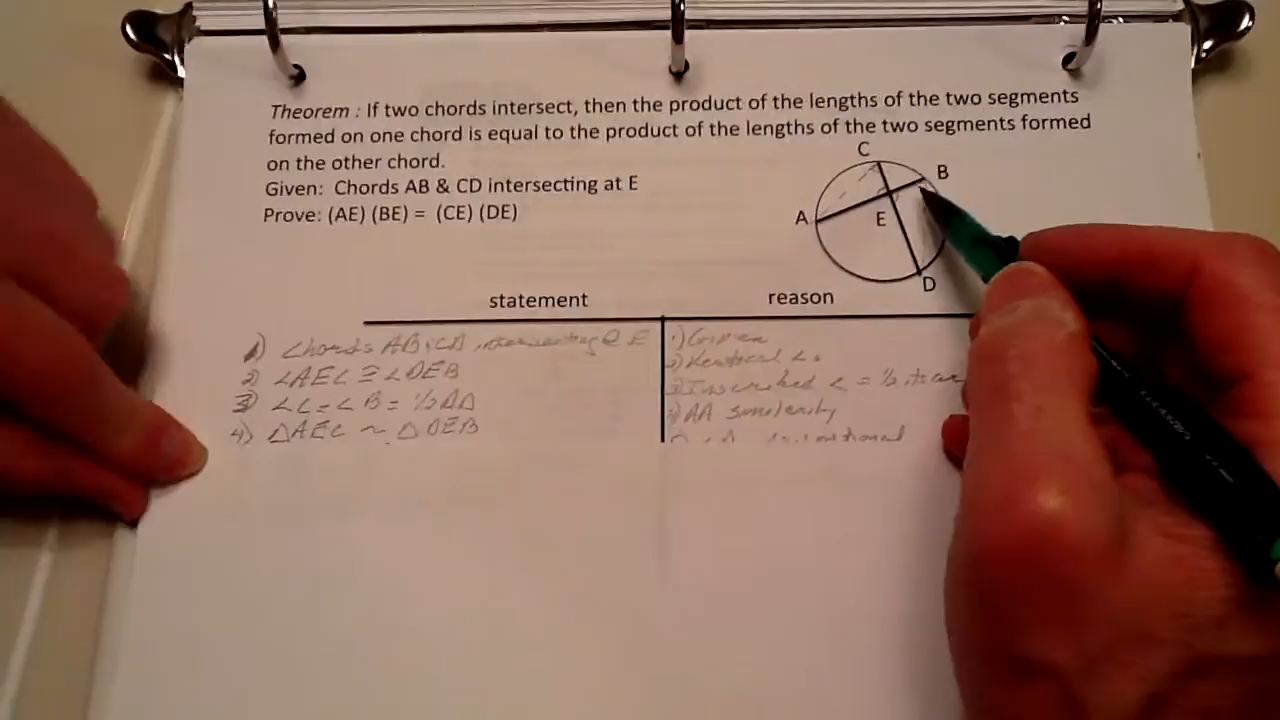 Theorem : If two chords intersect, then the product of the lengths of the two segments
formed on one chord is equal to the product of the lengths of the two segments formed
on the other chord.
Given: Chords AB & CD intersecting at E
Prove: (AE) (BE) = (CE) (DE)
C
B
A
E
D
statement reason
1) Chords AB, CD, intersecting @ E 1) Given
2) ∠AEC ≅ ∠DEB 2) Vertical ∠s
3) ∠C = ∠B = ½ AD 3) Inscribed ∠ = ½ its arc
4) △AEC ~ △DEB 4) AA similarity